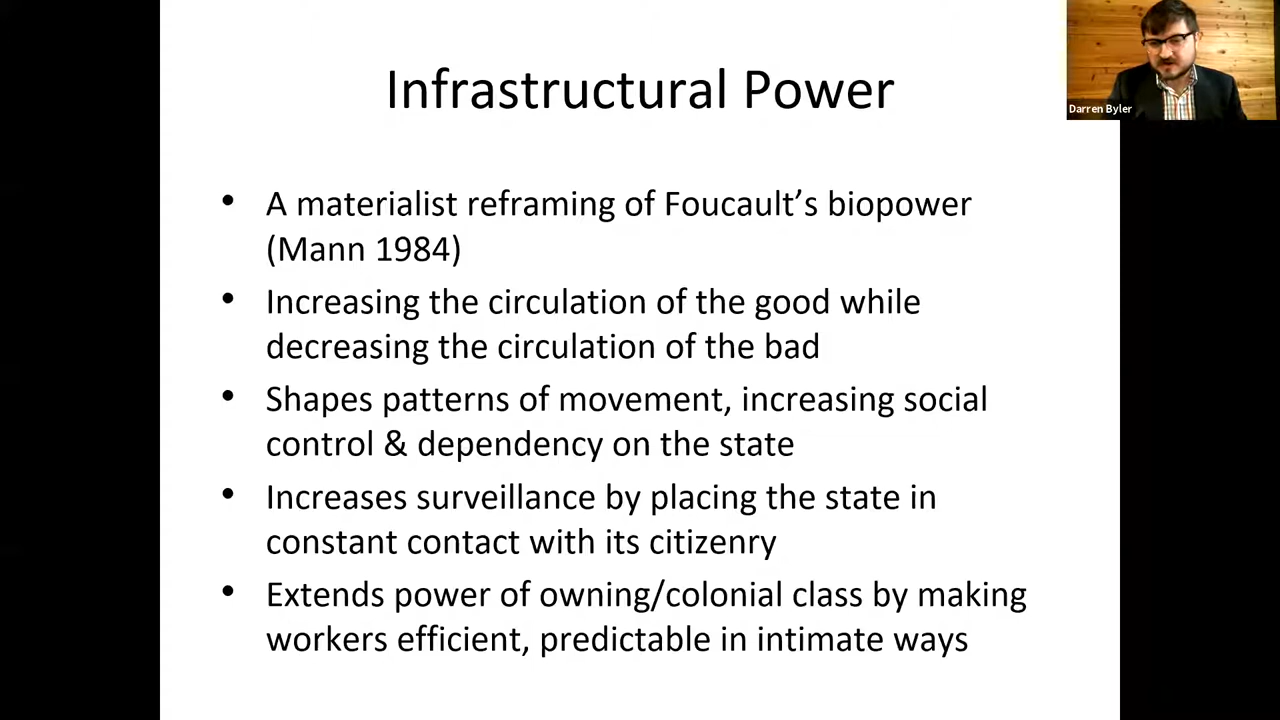 Infrastructural Power
Darren Byler
• A materialist reframing of Foucault’s biopower
(Mann 1984)
• Increasing the circulation of the good while
decreasing the circulation of the bad
• Shapes patterns of movement, increasing social
control & dependency on the state
• Increases surveillance by placing the state in
constant contact with its citizenry
• Extends power of owning/colonial class by making
workers efficient, predictable in intimate ways